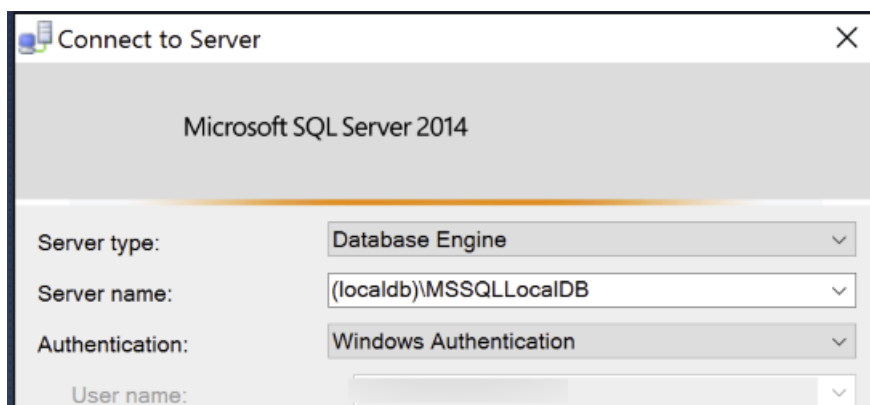 Connect to Server
Microsoft SQL Server 2014
Server type: Database Engine
Server name: (localdb)\MSSQLLocalDB
Authentication: Windows Authentication
User name: